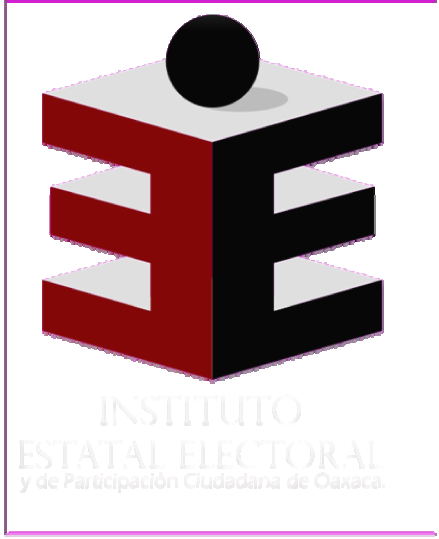 INSTITUTO
ESTATAL ELECTORAL
y de Participación Ciudadana de Oaxaca.